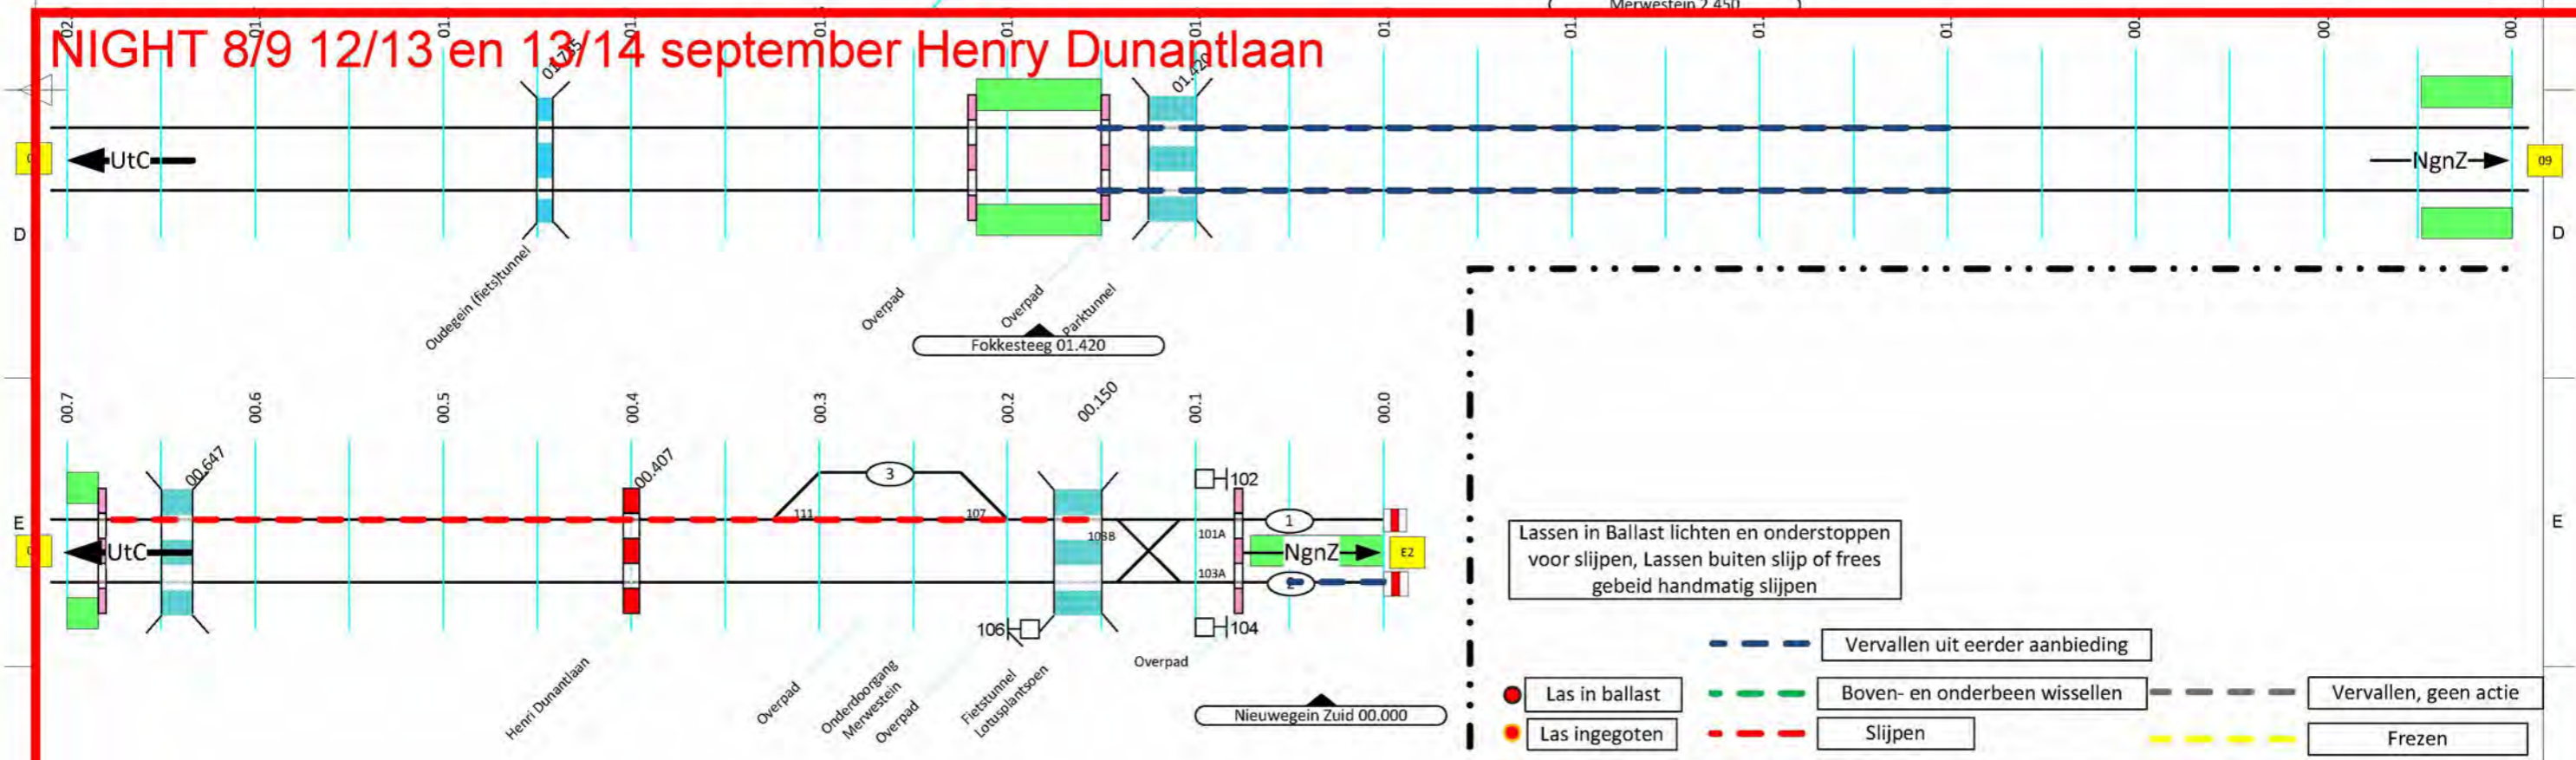 Merwestein 2.450
NIGHT 8/9 12/13 en 13/14 september Henry Dunantlaan
01.735
01.420
UtC
NgnZ
09
D
D
Oudegein (fiets)tunnel
Overpad
Overpad
Parktunnel
Fokkesteeg 01.420
00.7
00.6
00.5
00.4
00.3
00.2
00.150
00.1
00.0
00.647
00.407
3
102
111
107
103B
101A
1
E
E
UtC
NgnZ
E2
103A
2
106
104
Henri Dunantlaan
Overpad
Onderdoorgang
Merwestein
Overpad
Fietstunnel
Lotusplantsoen
Overpad
Nieuwegein Zuid 00.000
Lassen in Ballast lichten en onderstoppen
voor slijpen, Lassen buiten slijp of frees
gebeid handmatig slijpen
Vervallen uit eerder aanbieding
Las in ballast
Boven- en onderbeen wissellen
Vervallen, geen actie
Las ingegoten
Slijpen
Frezen